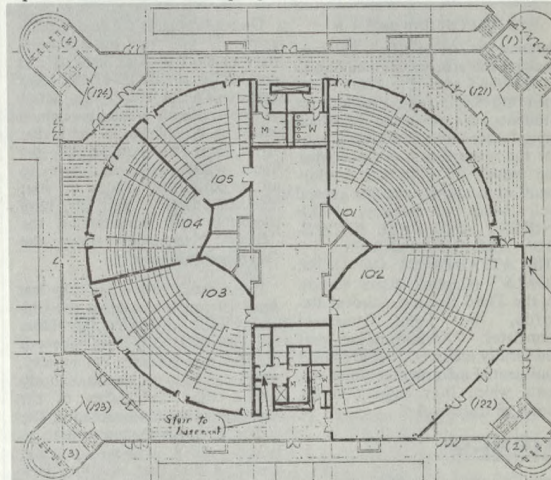 (4)
(1)
(124)
(121)
M
W
105
101
104
N
103
102
(123)
Stair to
basement
(122)
(3)
(2)